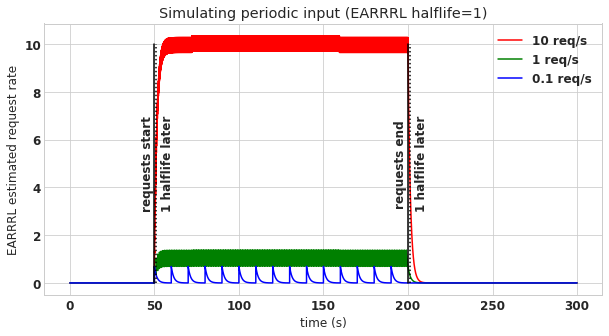 Simulating periodic input (EARRRL halflife=1)
EARRRL estimated request rate
10
8
6
4
2
0
requests start
1 halflife later
requests end
1 halflife later
10 req/s
1 req/s
0.1 req/s
0 50 100 150 200 250 300
time (s)